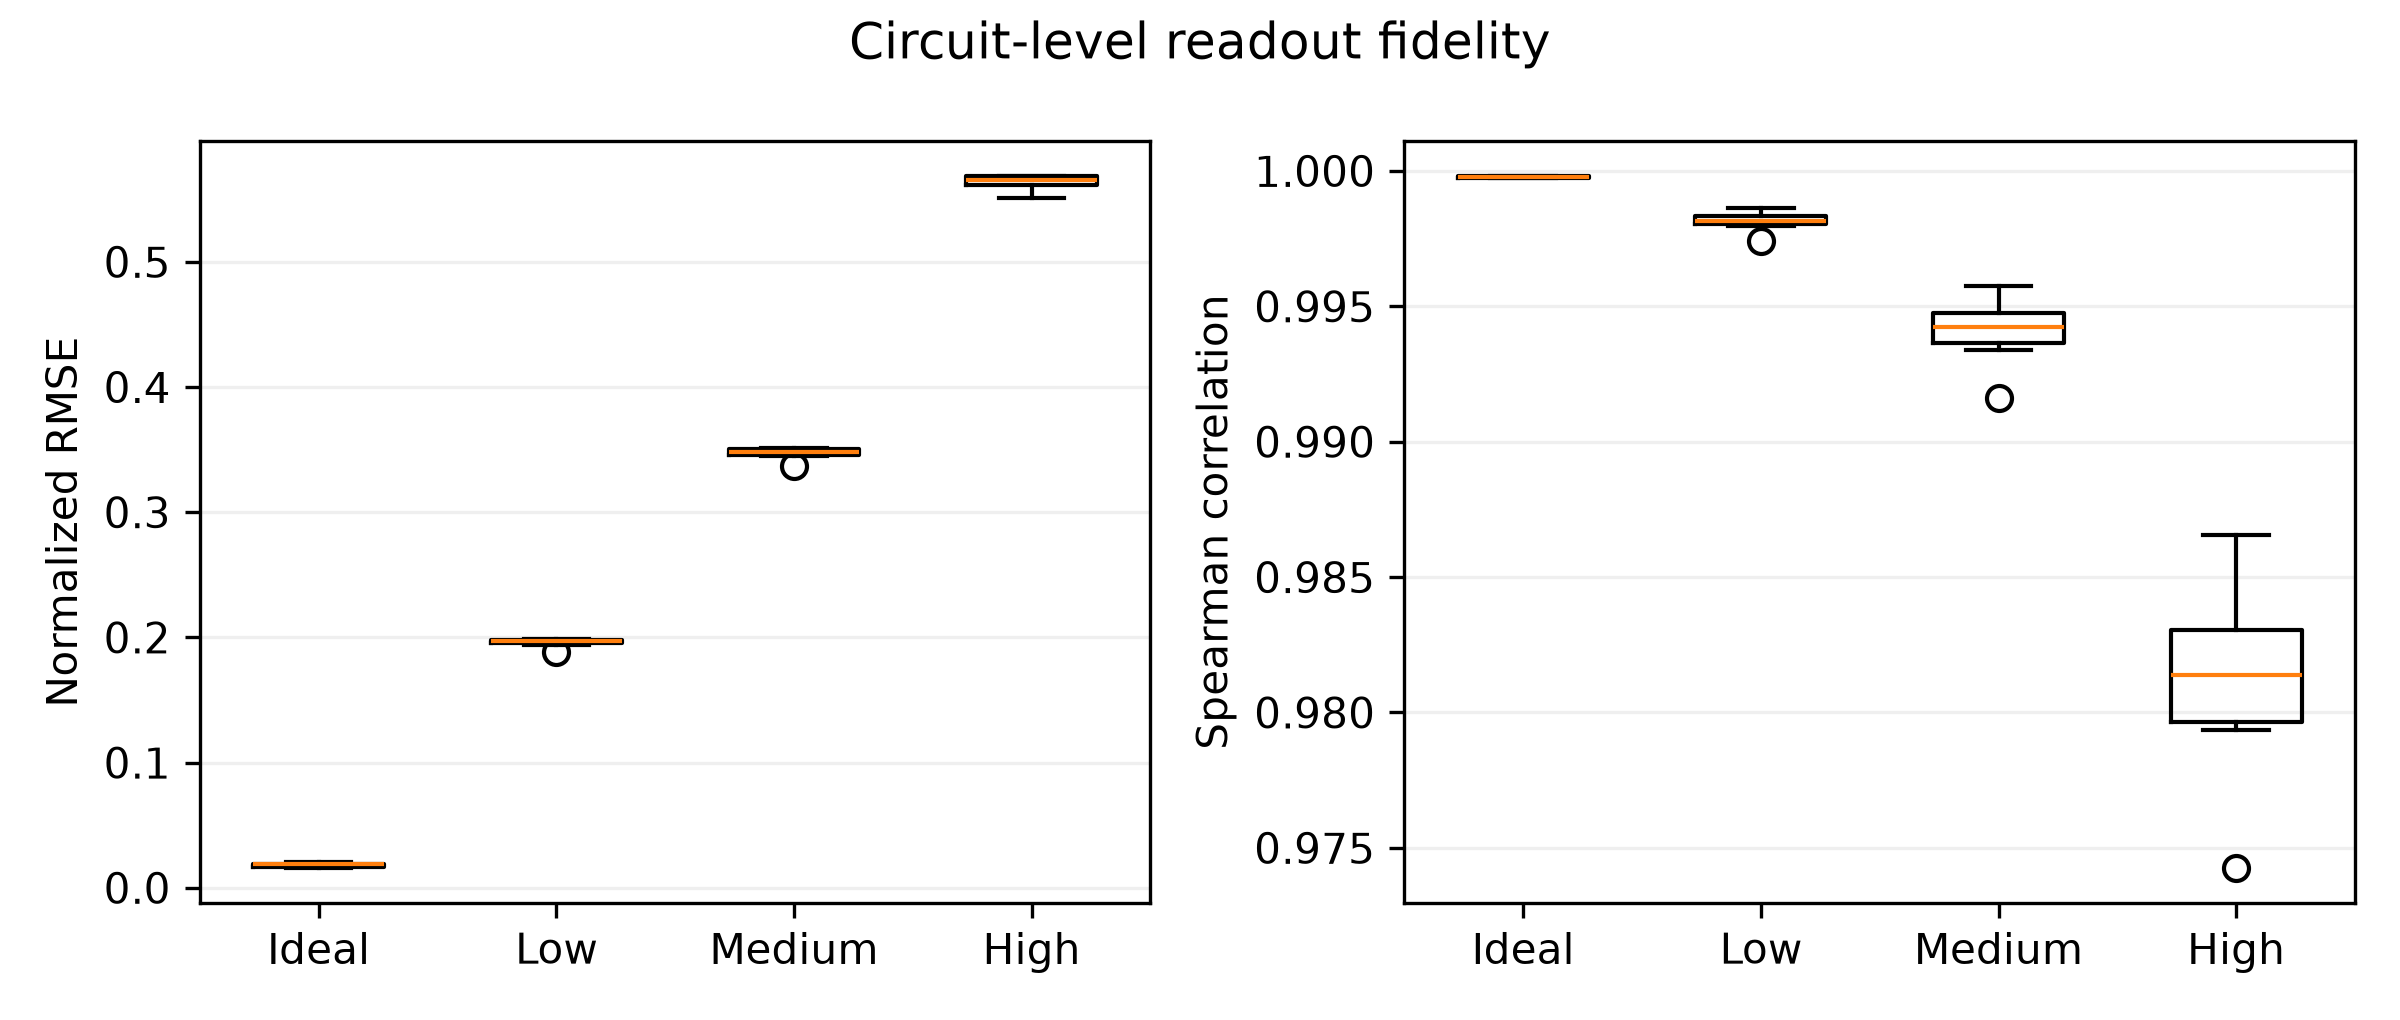 Circuit-level readout fidelity
Normalized RMSE
0.5
0.4
0.3
0.2
0.1
0.0
Ideal Low Medium High
Spearman correlation
1.000
0.995
0.990
0.985
0.980
0.975
Ideal Low Medium High